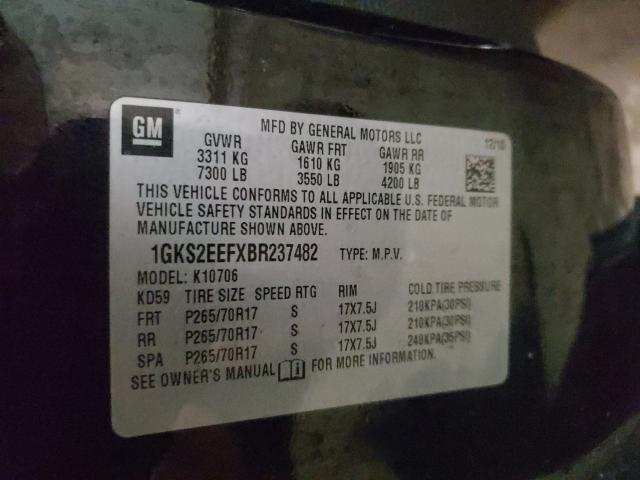 GM
MFD BY GENERAL MOTORS LLC 12/10
GVWR GAWR FRT GAWR RR
3311 KG 1610 KG 1905 KG
7300 LB 3550 LB 4200 LB
THIS VEHICLE CONFORMS TO ALL APPLICABLE U.S. FEDERAL MOTOR
VEHICLE SAFETY STANDARDS IN EFFECT ON THE DATE OF
MANUFACTURE SHOWN ABOVE.
1GKS2EEFXBR237482 TYPE: M.P.V.
MODEL: K10706
KD59 TIRE SIZE SPEED RTG RIM COLD TIRE PRESSURE
FRT P265/70R17 S 17X7.5J 210KPA(30PSI)
RR P265/70R17 S 17X7.5J 210KPA(30PSI)
SPA P265/70R17 S 17X7.5J 240KPA(35PSI)
SEE OWNER'S MANUAL FOR MORE INFORMATION.